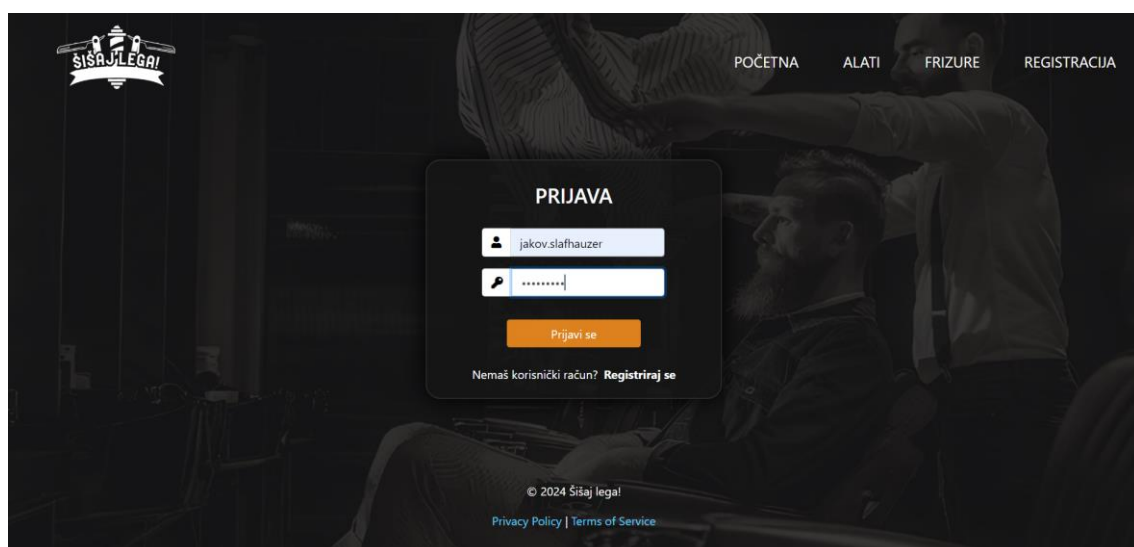 ŠIŠAJ LEGA!
POČETNA ALATI FRIZURE REGISTRACIJA
PRIJAVA
jakov.slafhauzer
•••••••••
Prijavi se
Nemaš korisnički račun? Registriraj se
© 2024 Šišaj lega!
Privacy Policy | Terms of Service